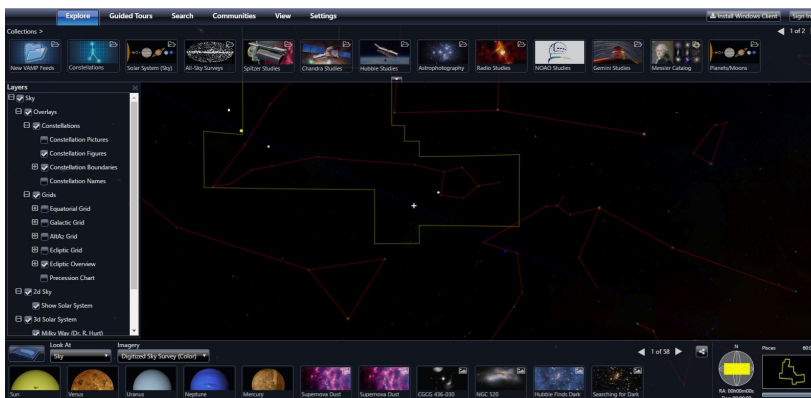 Explore Guided Tours Search Communities View Settings
Install Windows Client Sign In
Collections >
1 of 2
New VAMP Feeds Constellations Solar System (Sky) All-Sky Surveys Spitzer Studies Chandra Studies Hubble Studies Astrophotography Radio Studies NOAO Studies Gemini Studies Messier Catalog Planets/Moons
Layers
Sky
Overlays
Constellations
Constellation Pictures
Constellation Figures
Constellation Boundaries
Constellation Names
Grids
Equatorial Grid
Galactic Grid
AltAz Grid
Ecliptic Grid
Ecliptic Overview
Precession Chart
2d Sky
Show Solar System
3d Solar System
Milky Way (Dr. R. Hurt)
Look At Imagery
Sky Digitized Sky Survey (Color)
1 of 58
N
Pisces
RA: 00h00m00s
Sun Venus Uranus Neptune Mercury Supernova Dust Supernova Dust CGCG 436-030 NGC 520 Hubble Finds Dark Searching for Dark